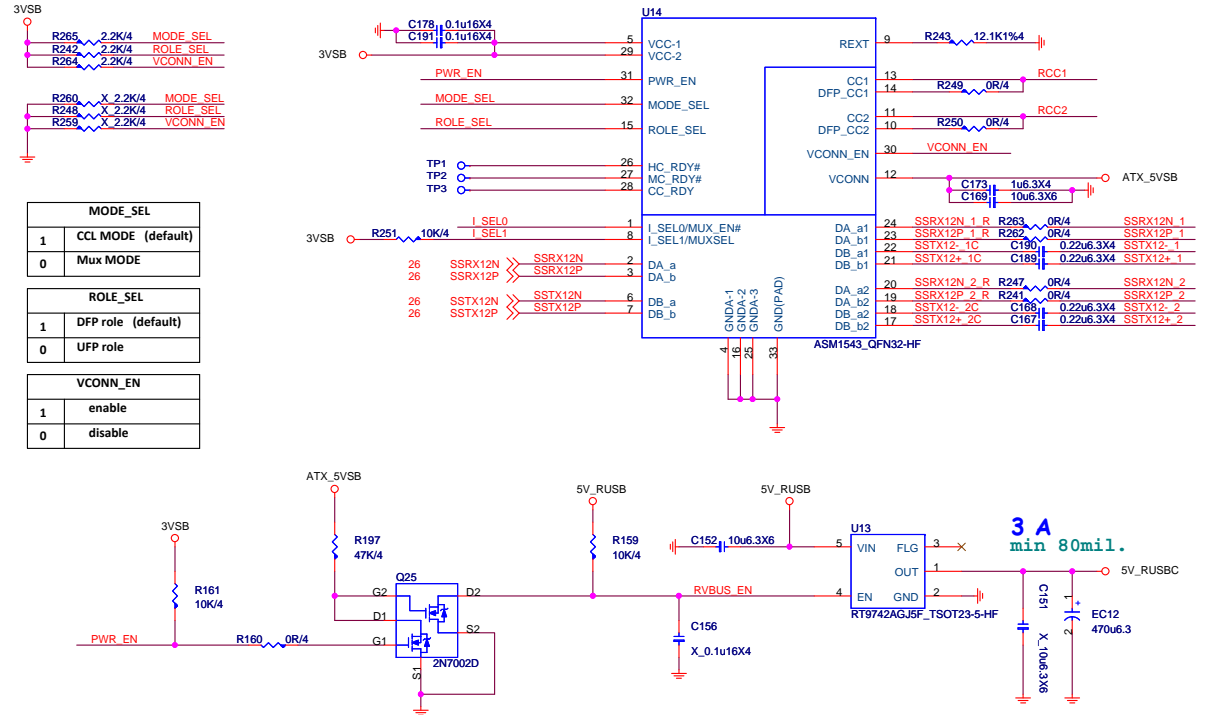 3VSB
R265 2.2K/4 MODE_SEL
R242 2.2K/4 ROLE_SEL
R264 2.2K/4 VCONN_EN
R260 X_2.2K/4 MODE_SEL
R248 X_2.2K/4 ROLE_SEL
R259 X_2.2K/4 VCONN_EN
MODE_SEL
1 CCL MODE (default)
0 Mux MODE
ROLE_SEL
1 DFP role (default)
0 UFP role
VCONN_EN
1 enable
0 disable
U14
C178 0.1u16X4
C191 0.1u16X4
3VSB
5 VCC-1
29 VCC-2
PWR_EN 31 PWR_EN
MODE_SEL 32 MODE_SEL
ROLE_SEL 15 ROLE_SEL
TP1 26 HC_RDY#
TP2 27 MC_RDY#
TP3 28 CC_RDY
I_SEL0 1 I_SEL0/MUX_EN#
3VSB R251 10K/4 I_SEL1 8 I_SEL1/MUXSEL
26 SSRX12N SSRX12N 2 DA_a
26 SSRX12P SSRX12P 3 DA_b
26 SSTX12N SSTX12N 6 DB_a
26 SSTX12P SSTX12P 7 DB_b
REXT 9 R243 12.1K1%4
CC1 13 RCC1
DFP_CC1 14 R249 0R/4
CC2 11 RCC2
DFP_CC2 10 R250 0R/4
VCONN_EN 30 VCONN_EN
VCONN 12 ATX_5VSB
C173 1u6.3X4
C169 10u6.3X6
DA_a1 24 SSRX12N_1_R R263 0R/4 SSRX12N_1
DA_b1 23 SSRX12P_1_R R262 0R/4 SSRX12P_1
DB_a1 22 SSTX12-_1C C190 0.22u6.3X4 SSTX12-_1
DB_b1 21 SSTX12+_1C C189 0.22u6.3X4 SSTX12+_1
DA_a2 20 SSRX12N_2_R R247 0R/4 SSRX12N_2
DA_b2 19 SSRX12P_2_R R241 0R/4 SSRX12P_2
DB_a2 18 SSTX12-_2C C168 0.22u6.3X4 SSTX12-_2
DB_b2 17 SSTX12+_2C C167 0.22u6.3X4 SSTX12+_2
GNDA-1 GNDA-2 GNDA-3 GND(PAD)
4 16 25 33
ASM1543_QFN32-HF
3VSB
R161
10K/4
PWR_EN R160 0R/4
ATX_5VSB
R197
47K/4
Q25
G2
D1
G1
D2
S2
S1
2N7002D
5V_RUSB
R159
10K/4
RVBUS_EN
C156
X_0.1u16X4
5V_RUSB
C152 10u6.3X6
U13
5 VIN FLG 3
OUT 1
4 EN GND 2
RT9742AGJ5F_TSOT23-5-HF
3 A
min 80mil.
5V_RUSBC
C151
X_10u6.3X6
1
+
2
EC12
470u6.3